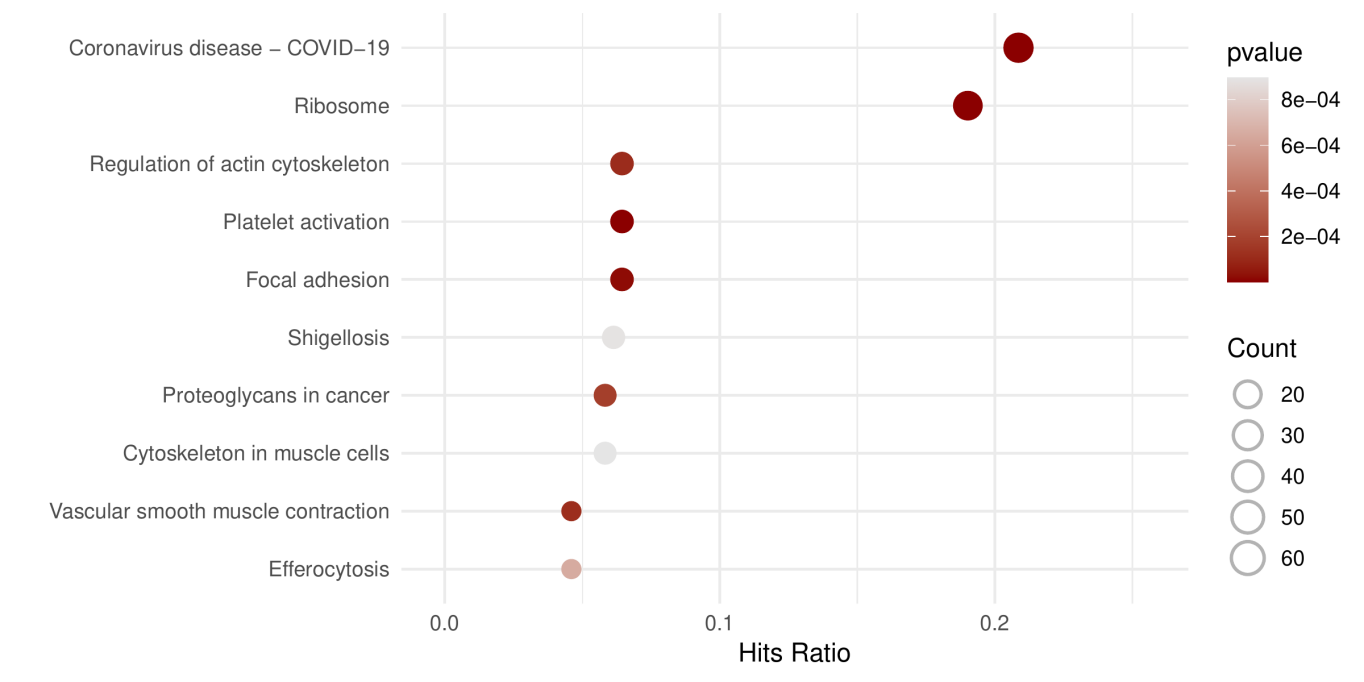 Coronavirus disease − COVID−19
Ribosome
Regulation of actin cytoskeleton
Platelet activation
Focal adhesion
Shigellosis
Proteoglycans in cancer
Cytoskeleton in muscle cells
Vascular smooth muscle contraction
Efferocytosis
0.0
0.1
0.2
Hits Ratio
pvalue
8e−04
6e−04
4e−04
2e−04
Count
20
30
40
50
60